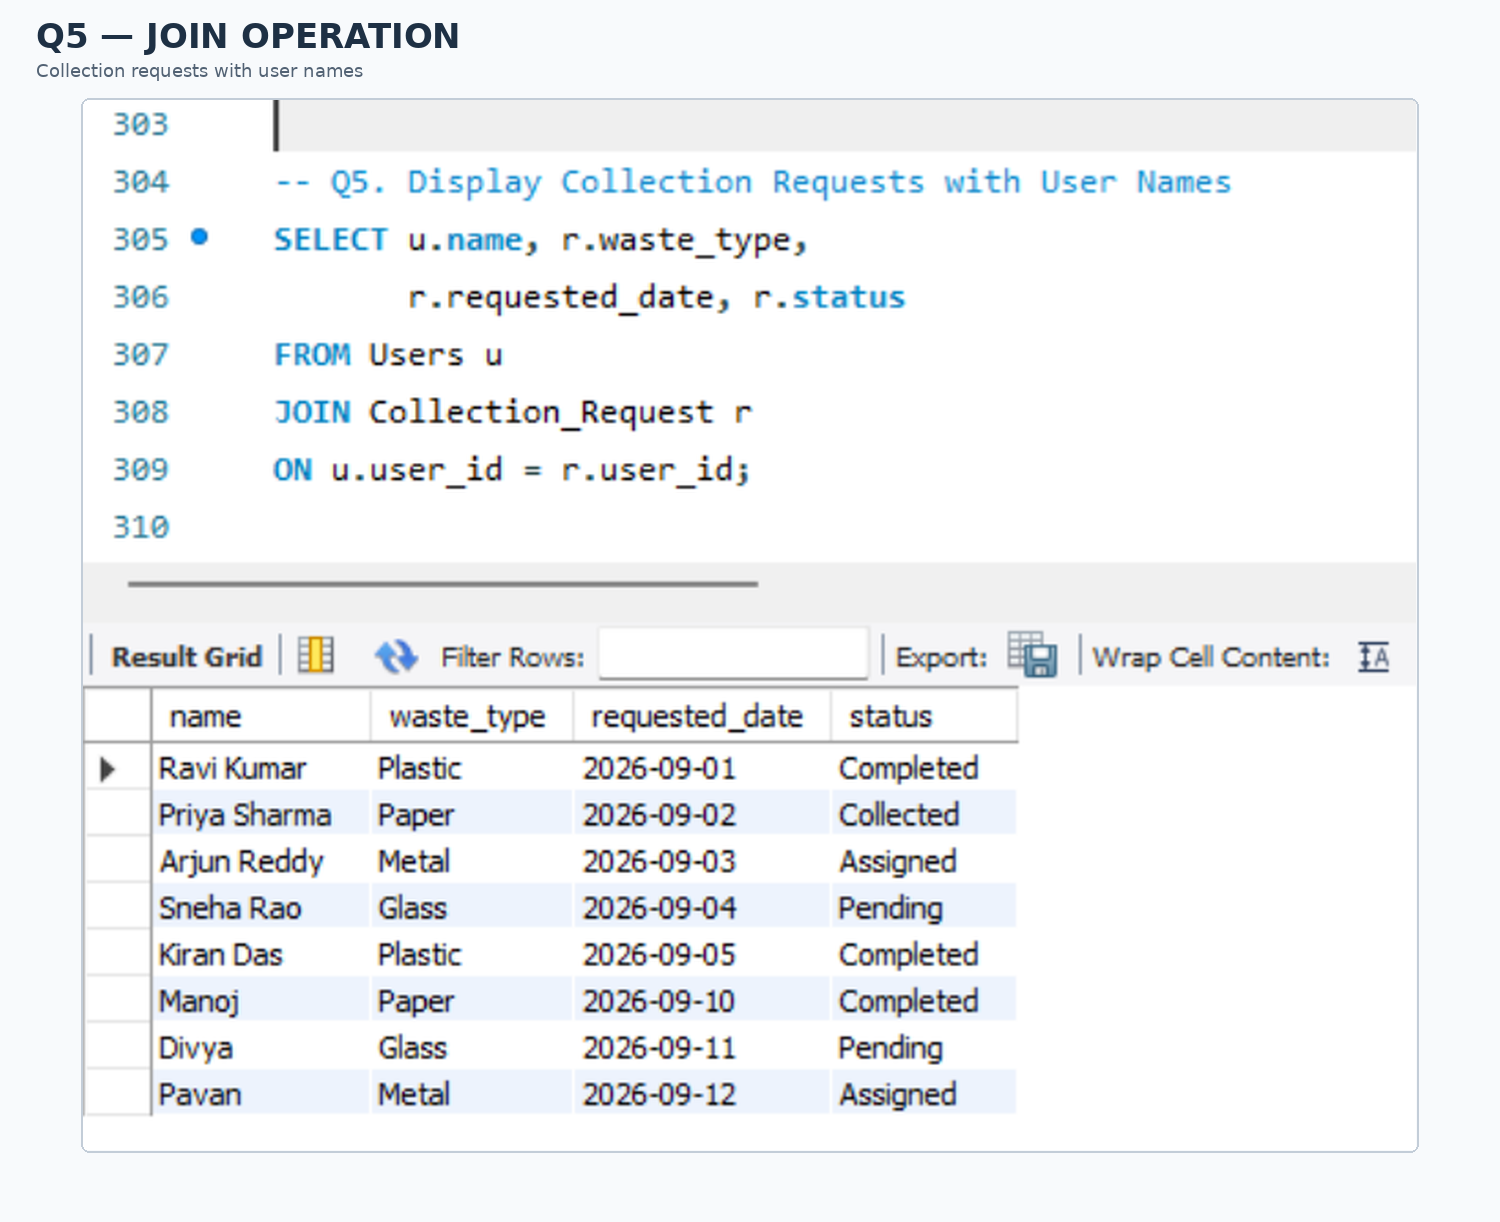 Q5 — JOIN OPERATION
Collection requests with user names
303
304 -- Q5. Display Collection Requests with User Names
305 SELECT u.name, r.waste_type,
306 r.requested_date, r.status
307 FROM Users u
308 JOIN Collection_Request r
309 ON u.user_id = r.user_id;
310
Result Grid Filter Rows: Export: Wrap Cell Content:
name waste_type requested_date status
Ravi Kumar Plastic 2026-09-01 Completed
Priya Sharma Paper 2026-09-02 Collected
Arjun Reddy Metal 2026-09-03 Assigned
Sneha Rao Glass 2026-09-04 Pending
Kiran Das Plastic 2026-09-05 Completed
Manoj Paper 2026-09-10 Completed
Divya Glass 2026-09-11 Pending
Pavan Metal 2026-09-12 Assigned